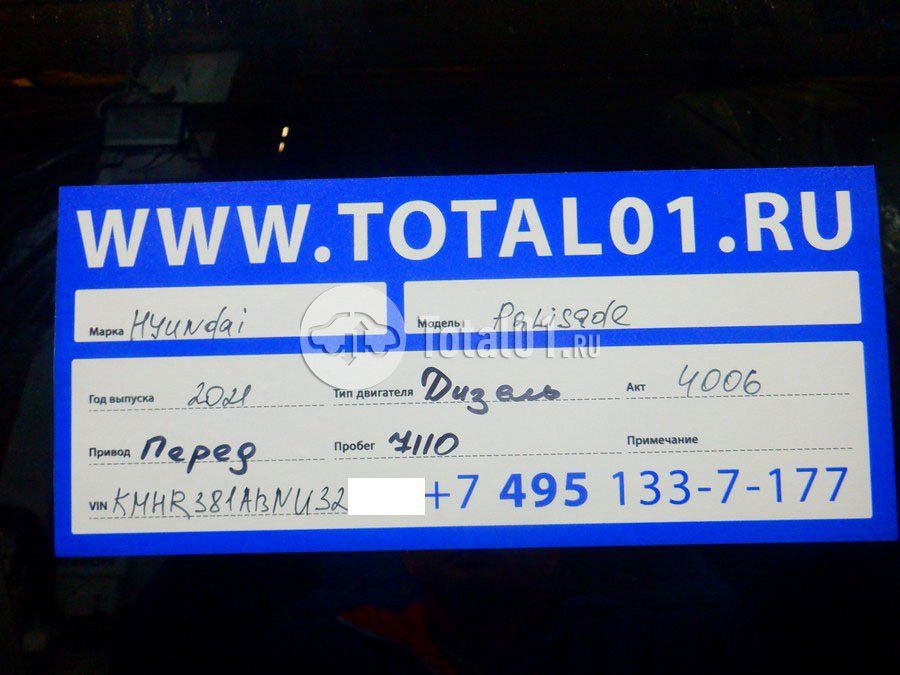 WWW.TOTAL01.RU
Марка Hyundai Модель Palisade
Total01.RU
Год выпуска 2021 Тип двигателя Дизель Акт 4006
Привод Перед Пробег 7110 Примечание
VIN KMHR381ABNU32 +7 495 133-7-177